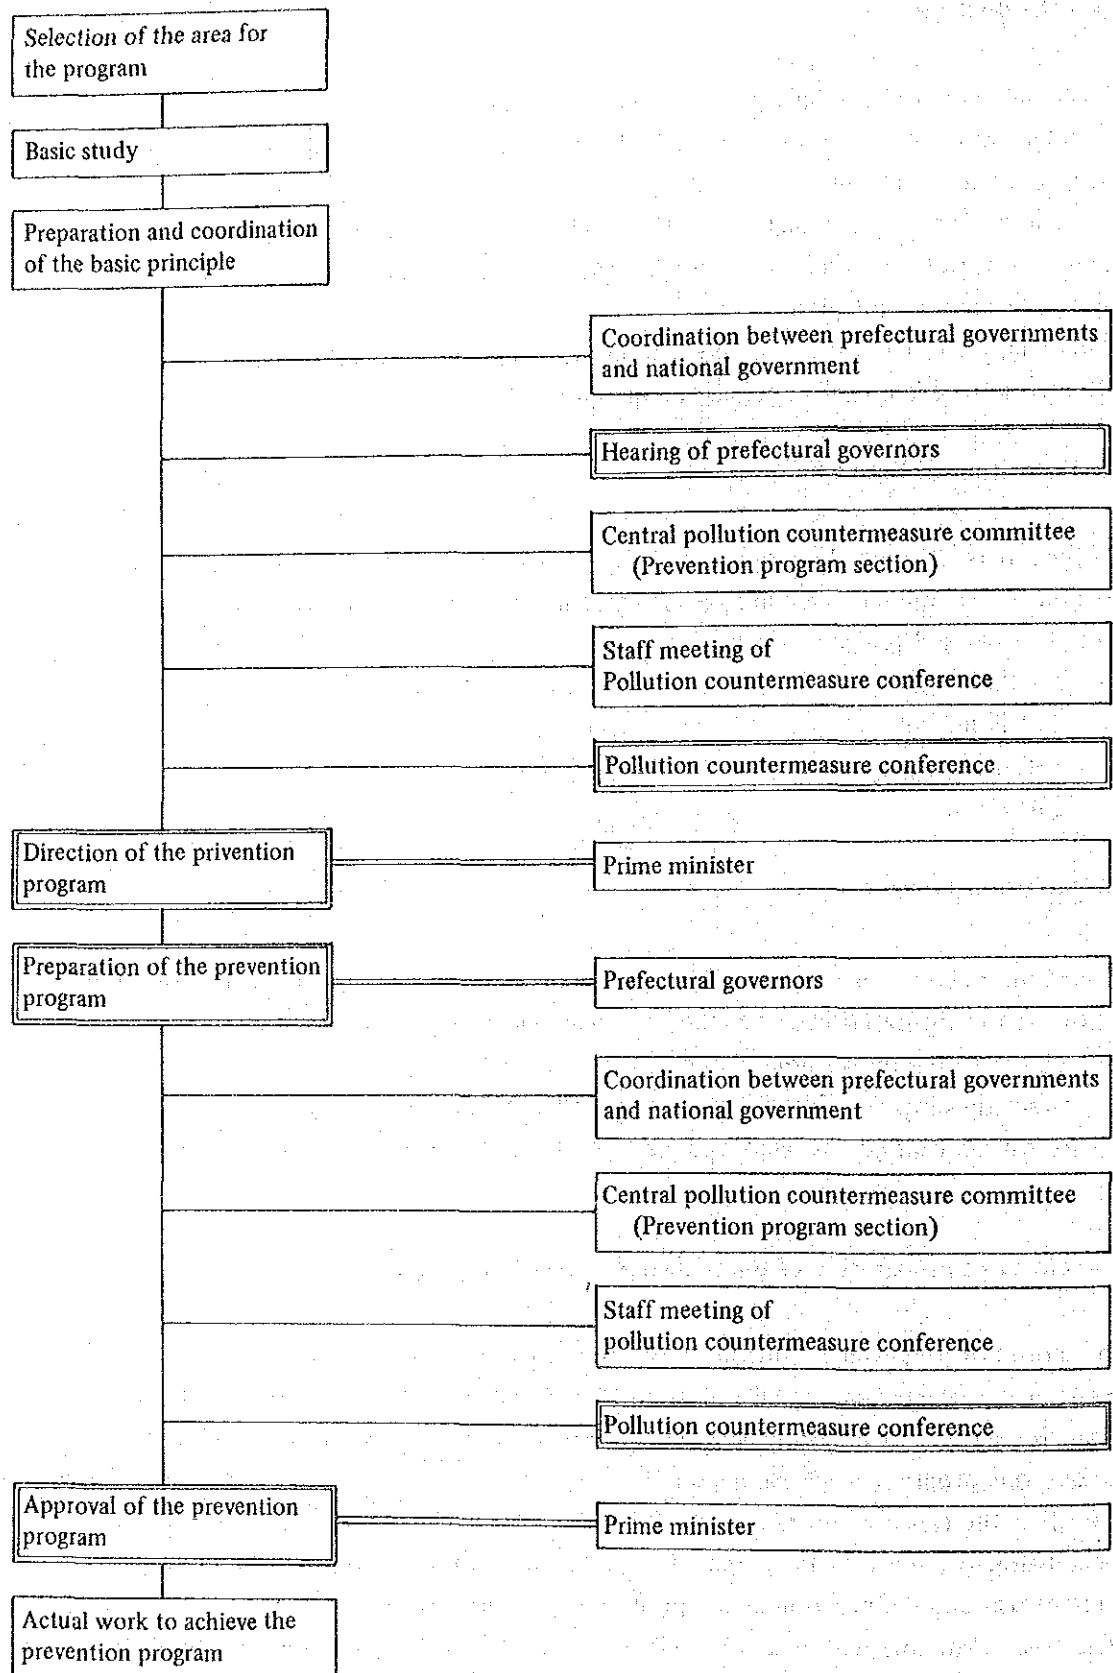 Selection of the area for
the program
Basic study
Preparation and coordination
of the basic principle
Coordination between prefectural governments
and national government
Hearing of prefectural governors
Central pollution countermeasure committee
(Prevention program section)
Staff meeting of
Pollution countermeasure conference
Pollution countermeasure conference
Direction of the privention
program
Prime minister
Preparation of the prevention
program
Prefectural governors
Coordination between prefectural governments
and national government
Central pollution countermeasure committee
(Prevention program section)
Staff meeting of
pollution countermeasure conference
Pollution countermeasure conference
Approval of the prevention
program
Prime minister
Actual work to achieve the
prevention program